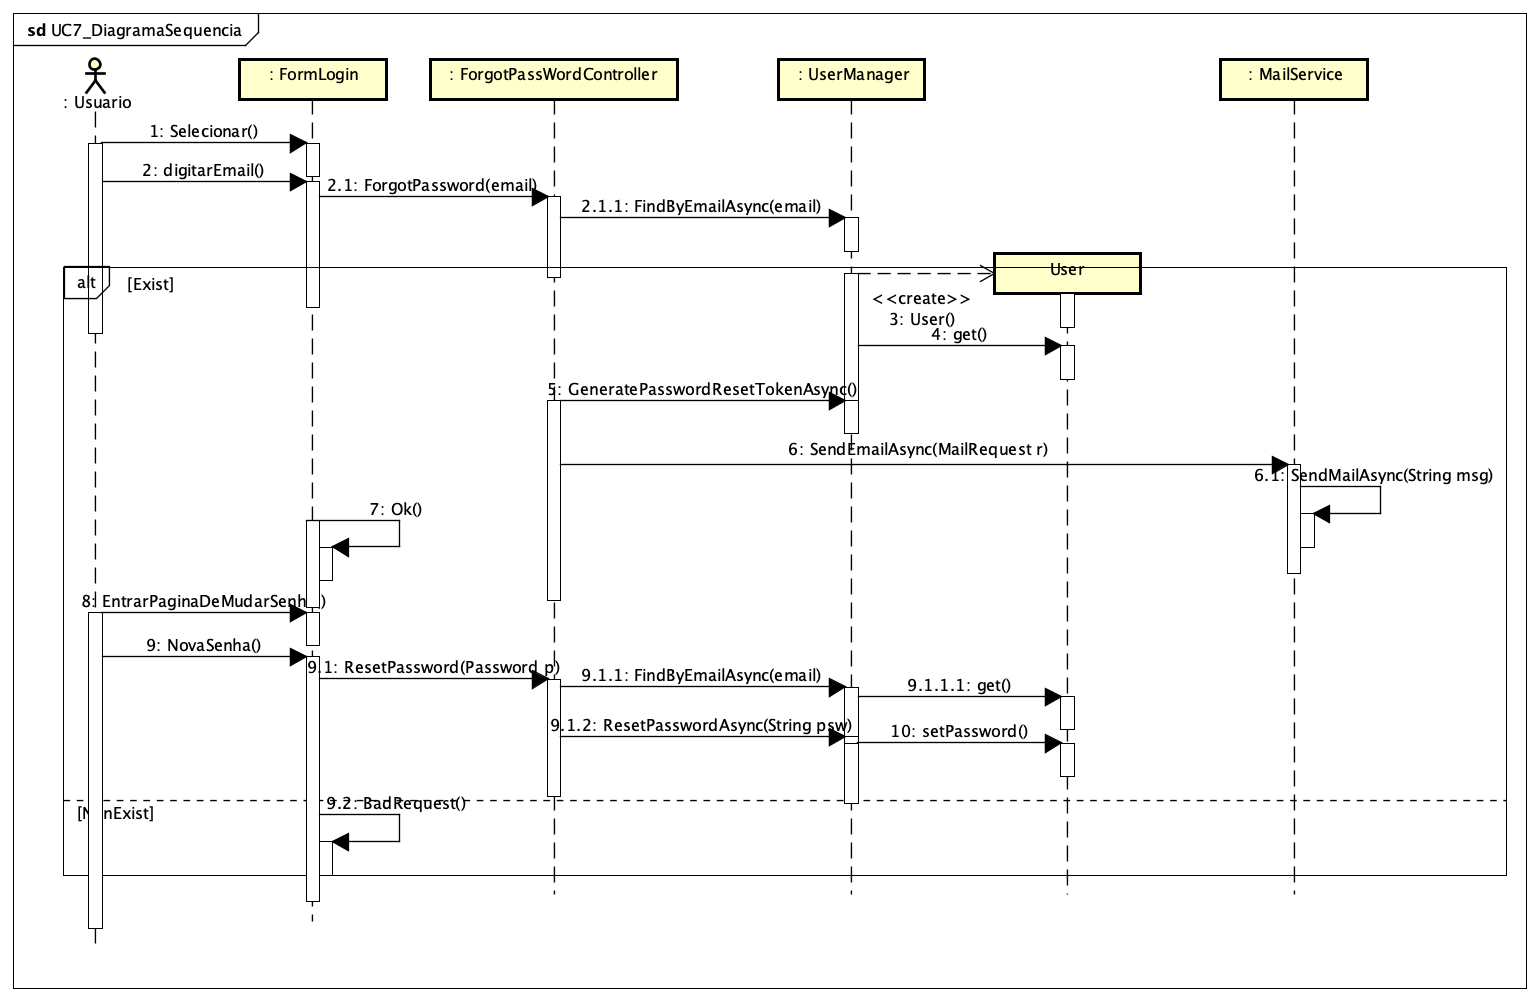 sd UC7_DiagramaSequencia
: Usuario
: FormLogin
: ForgotPassWordController
: UserManager
: MailService
1: Selecionar()
2: digitarEmail()
2.1: ForgotPassword(email)
2.1.1: FindByEmailAsync(email)
User
alt
[Exist]
<<create>>
3: User()
4: get()
5: GeneratePasswordResetTokenAsync()
6: SendEmailAsync(MailRequest r)
6.1: SendMailAsync(String msg)
7: Ok()
8: EntrarPaginaDeMudarSenha()
9: NovaSenha()
9.1: ResetPassword(Password p)
9.1.1: FindByEmailAsync(email)
9.1.1.1: get()
9.1.2: ResetPasswordAsync(String psw)
10: setPassword()
9.2: BadRequest()
[NonExist]